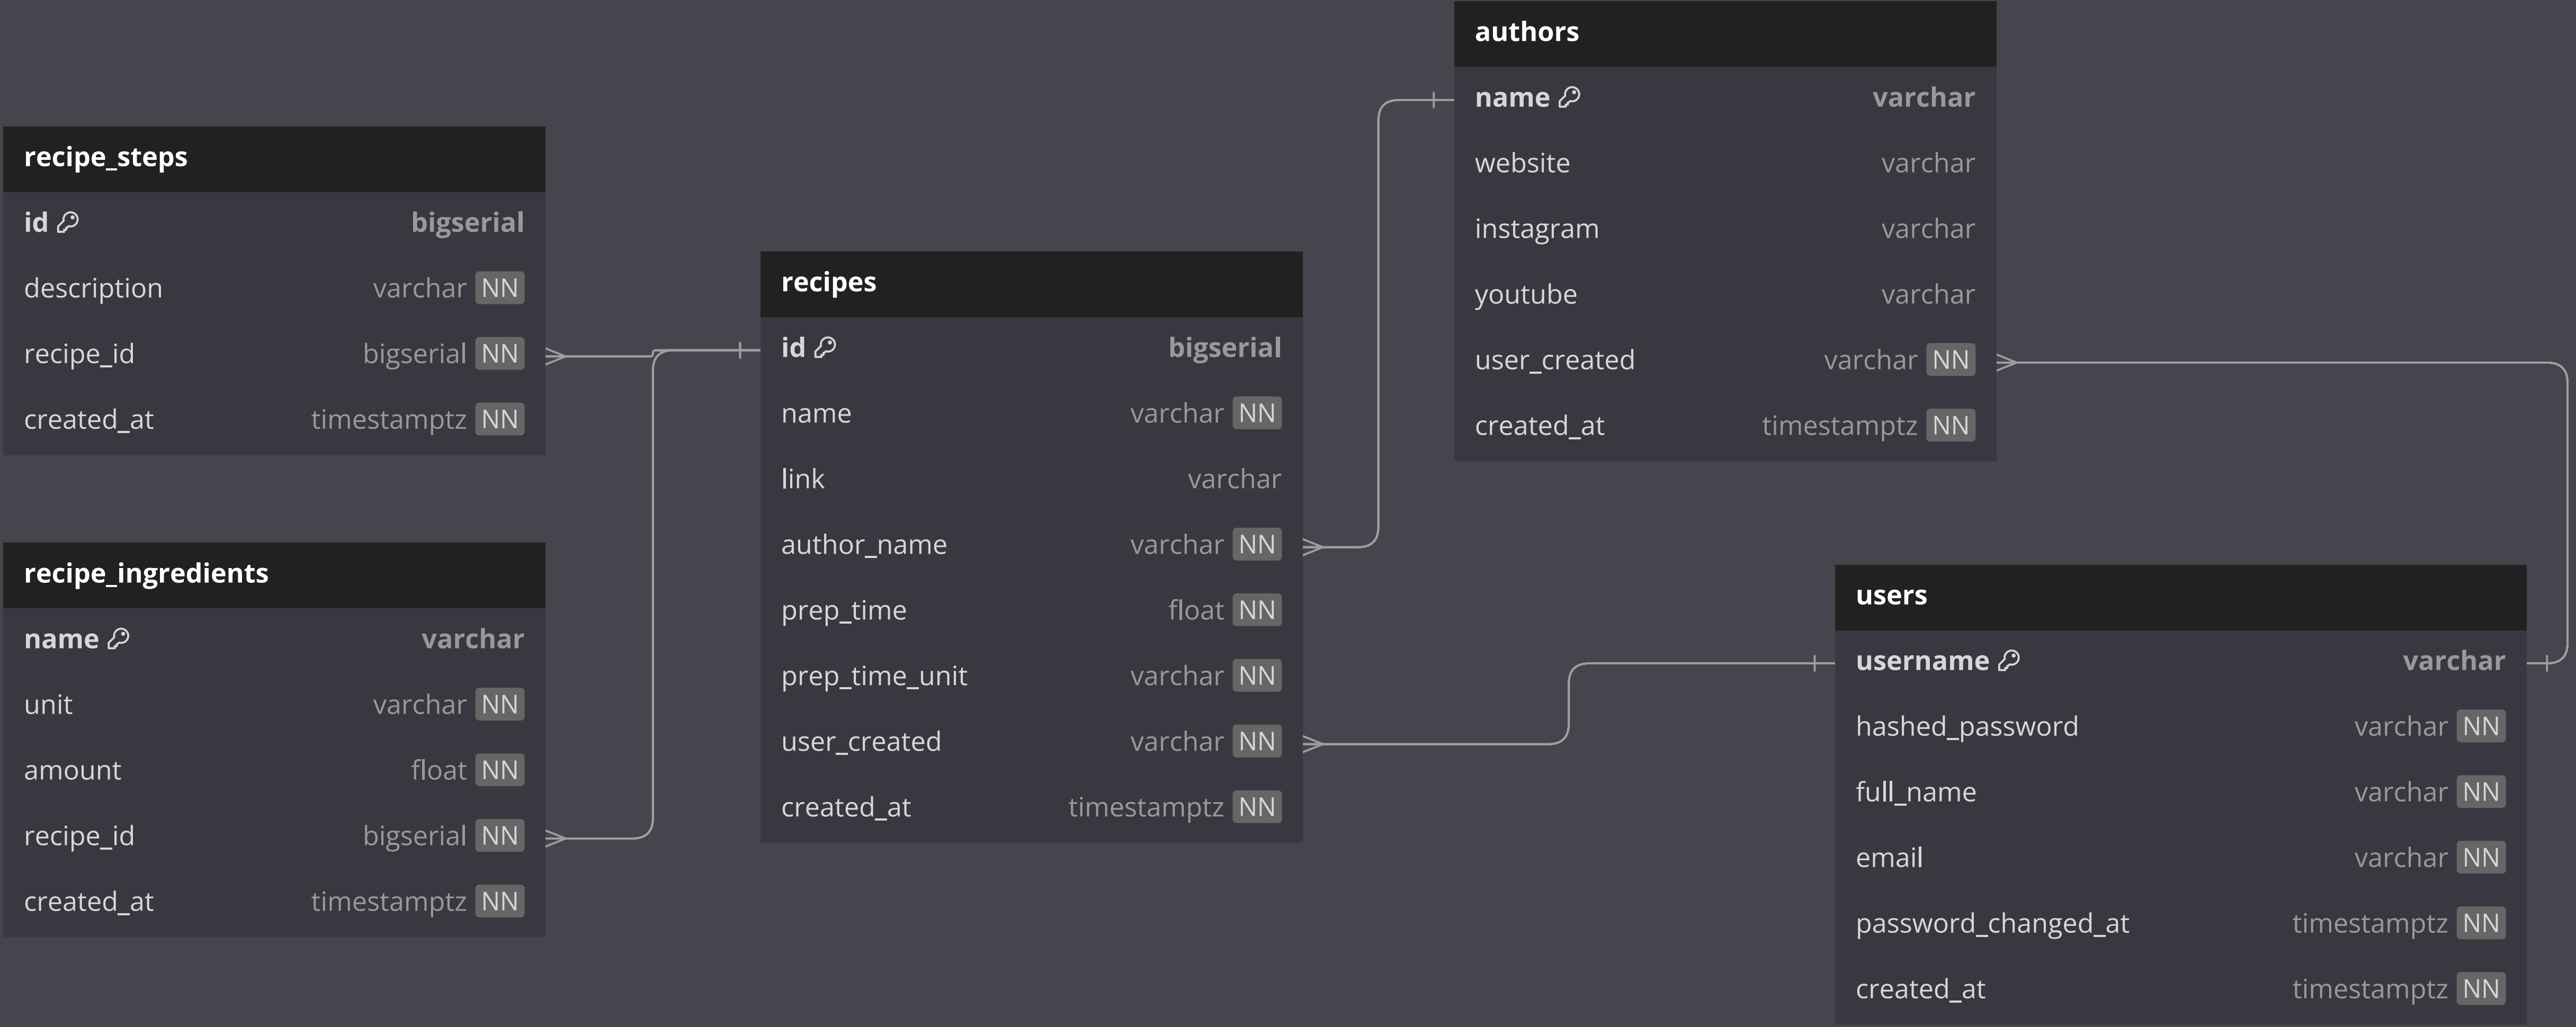 recipe_steps
id bigserial
description varchar NN
recipe_id bigserial NN
created_at timestamptz NN
recipe_ingredients
name varchar
unit varchar NN
amount float NN
recipe_id bigserial NN
created_at timestamptz NN
recipes
id bigserial
name varchar NN
link varchar
author_name varchar NN
prep_time float NN
prep_time_unit varchar NN
user_created varchar NN
created_at timestamptz NN
authors
name varchar
website varchar
instagram varchar
youtube varchar
user_created varchar NN
created_at timestamptz NN
users
username varchar
hashed_password varchar NN
full_name varchar NN
email varchar NN
password_changed_at timestamptz NN
created_at timestamptz NN